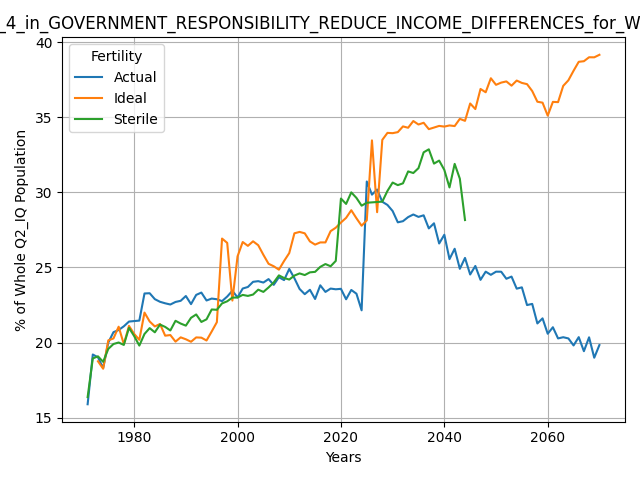 _4_in_GOVERNMENT_RESPONSIBILITY_REDUCE_INCOME_DIFFERENCES_for_W
40
35
30
25
20
15
% of Whole Q2_IQ Population
Fertility
Actual
Ideal
Sterile
1980 2000 2020 2040 2060
Years